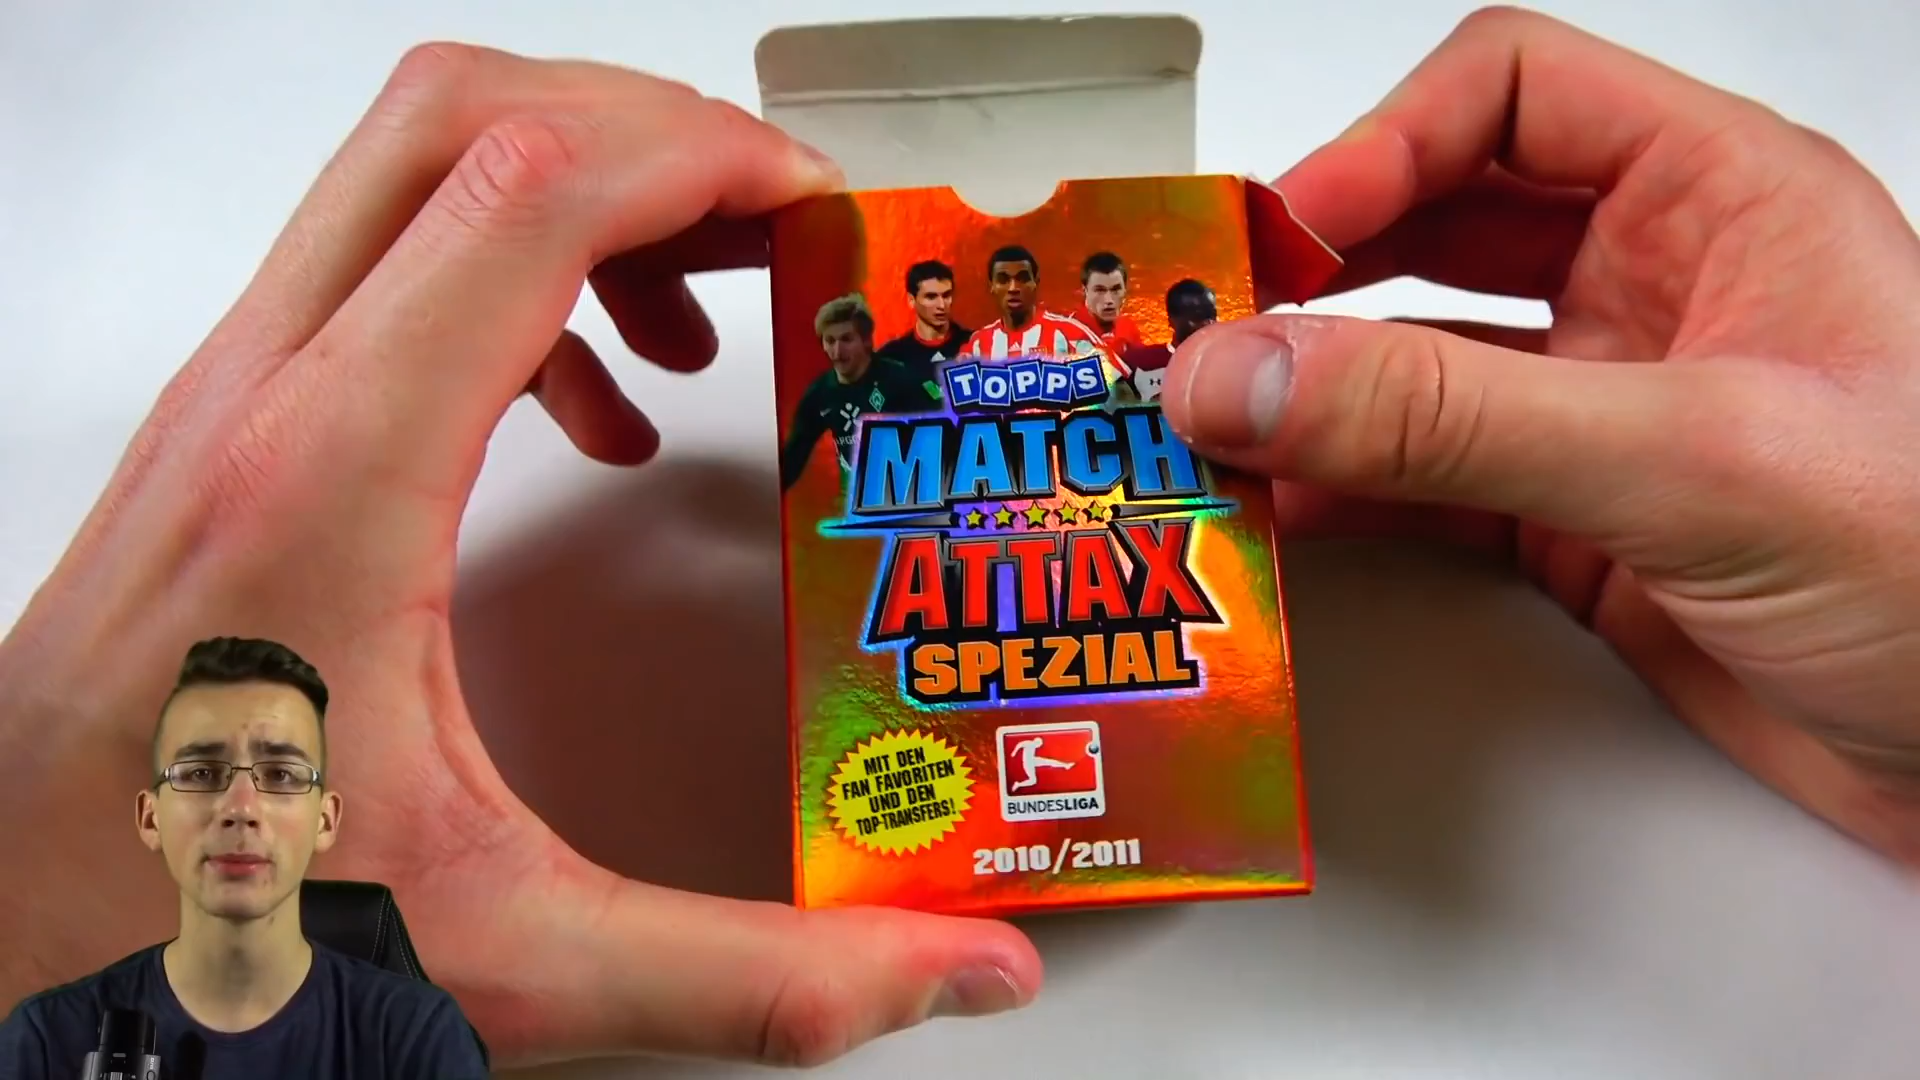 TOPPS
MATCH
ATTAX
SPEZIAL
MIT DEN
FAN FAVORITEN
UND DEN
TOP-TRANSFERS!
BUNDESLIGA
2010/2011